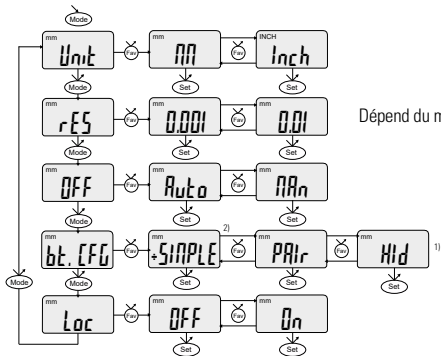 Mode
mm Unit Fav mm MM Fav INCH Inch
Mode Set Set
mm rES Fav mm 0.001 Fav mm 0.01
Dépend du m
Mode Set Set
mm OFF Fav mm Auto Fav mm MAn
Mode Set Set
mm bt.CFG Fav mm SIMPLE 2) Fav mm PAIr Fav mm HId 1)
Mode Mode Set Set Set
mm Loc Fav mm OFF Fav mm On
Set Set